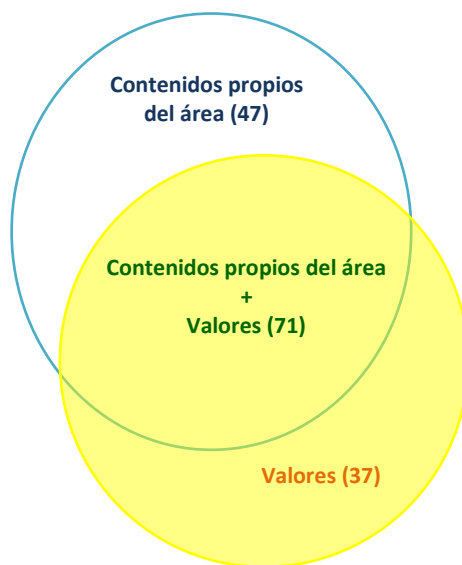 Contenidos propios
del área (47)
Contenidos propios del área
+
Valores (71)
Valores (37)